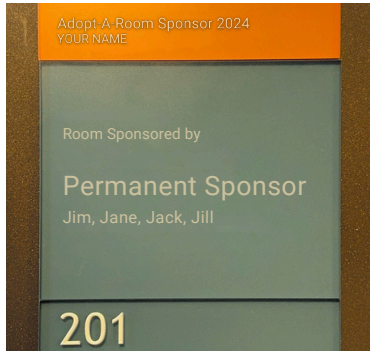 Adopt-A-Room Sponsor 2024
YOUR NAME
Room Sponsored by
Permanent Sponsor
Jim, Jane, Jack, Jill
201